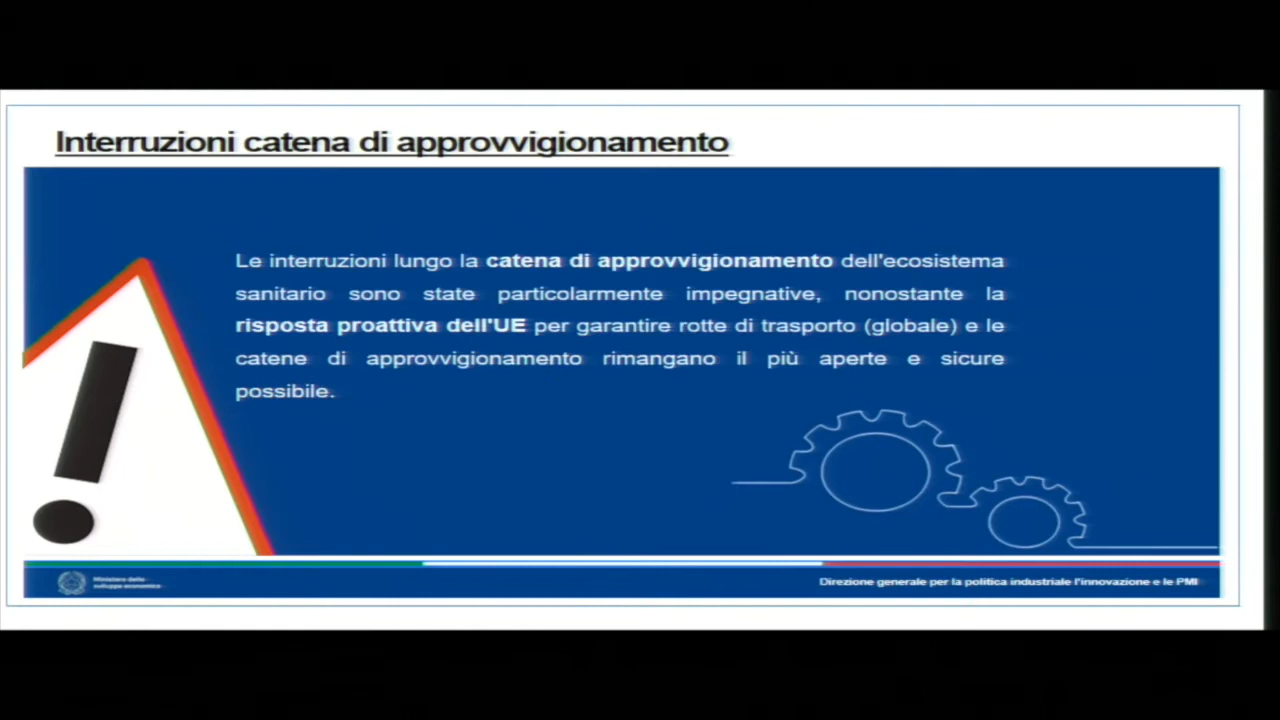 Interruzioni catena di approvvigionamento
Le interruzioni lungo la catena di approvvigionamento dell'ecosistema
sanitario sono state particolarmente impegnative, nonostante la
risposta proattiva dell'UE per garantire rotte di trasporto (globale) e le
catene di approvvigionamento rimangano il più aperte e sicure
possibile.
Ministero dello
sviluppo economico
Direzione generale per la politica industriale l'innovazione e le PMI